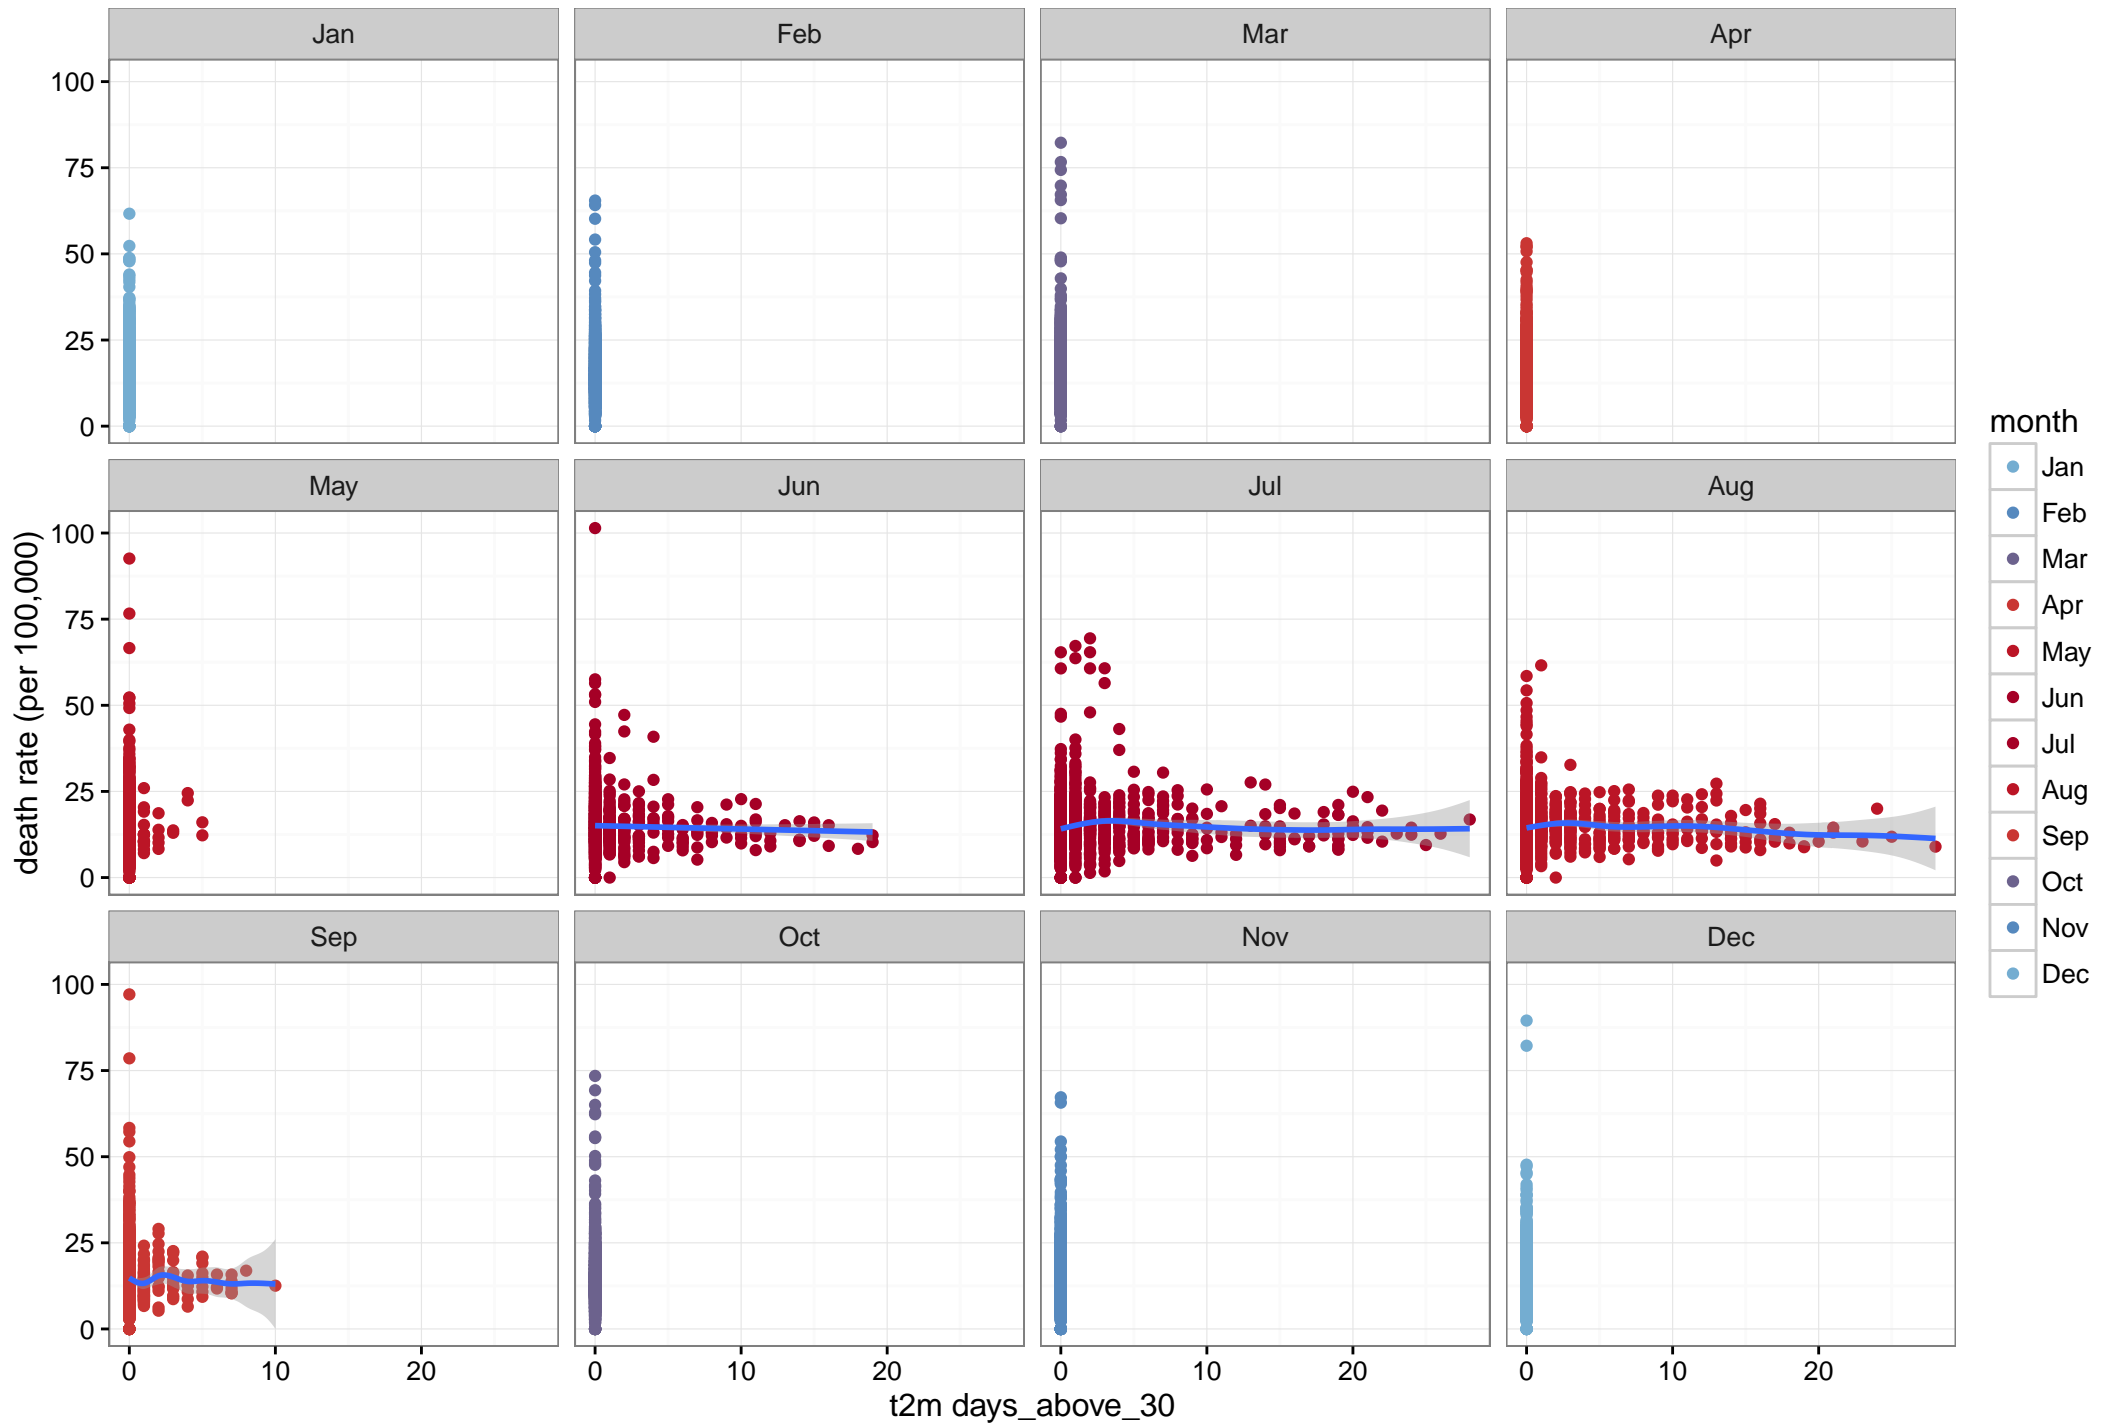 Jan Feb Mar Apr
100
75
50
25
0
May Jun Jul Aug
100
75
50
25
0
Sep Oct Nov Dec
100
75
50
25
0
0 10 20 0 10 20 0 10 20 0 10 20
t2m days_above_30
death rate (per 100,000)
month
Jan
Feb
Mar
Apr
May
Jun
Jul
Aug
Sep
Oct
Nov
Dec